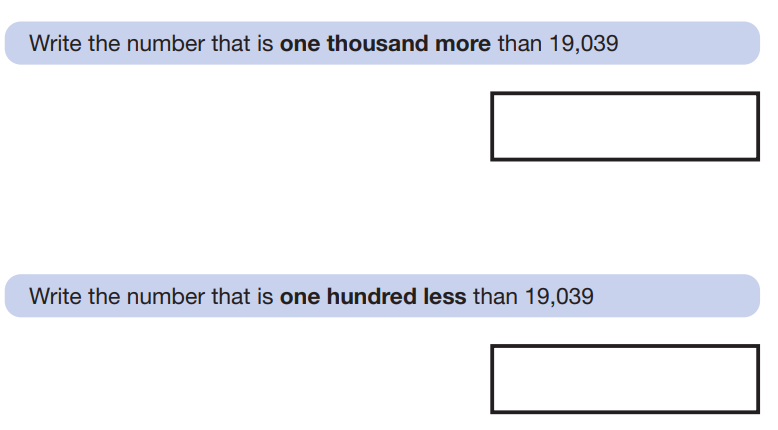 Write the number that is one thousand more than 19,039
Write the number that is one hundred less than 19,039